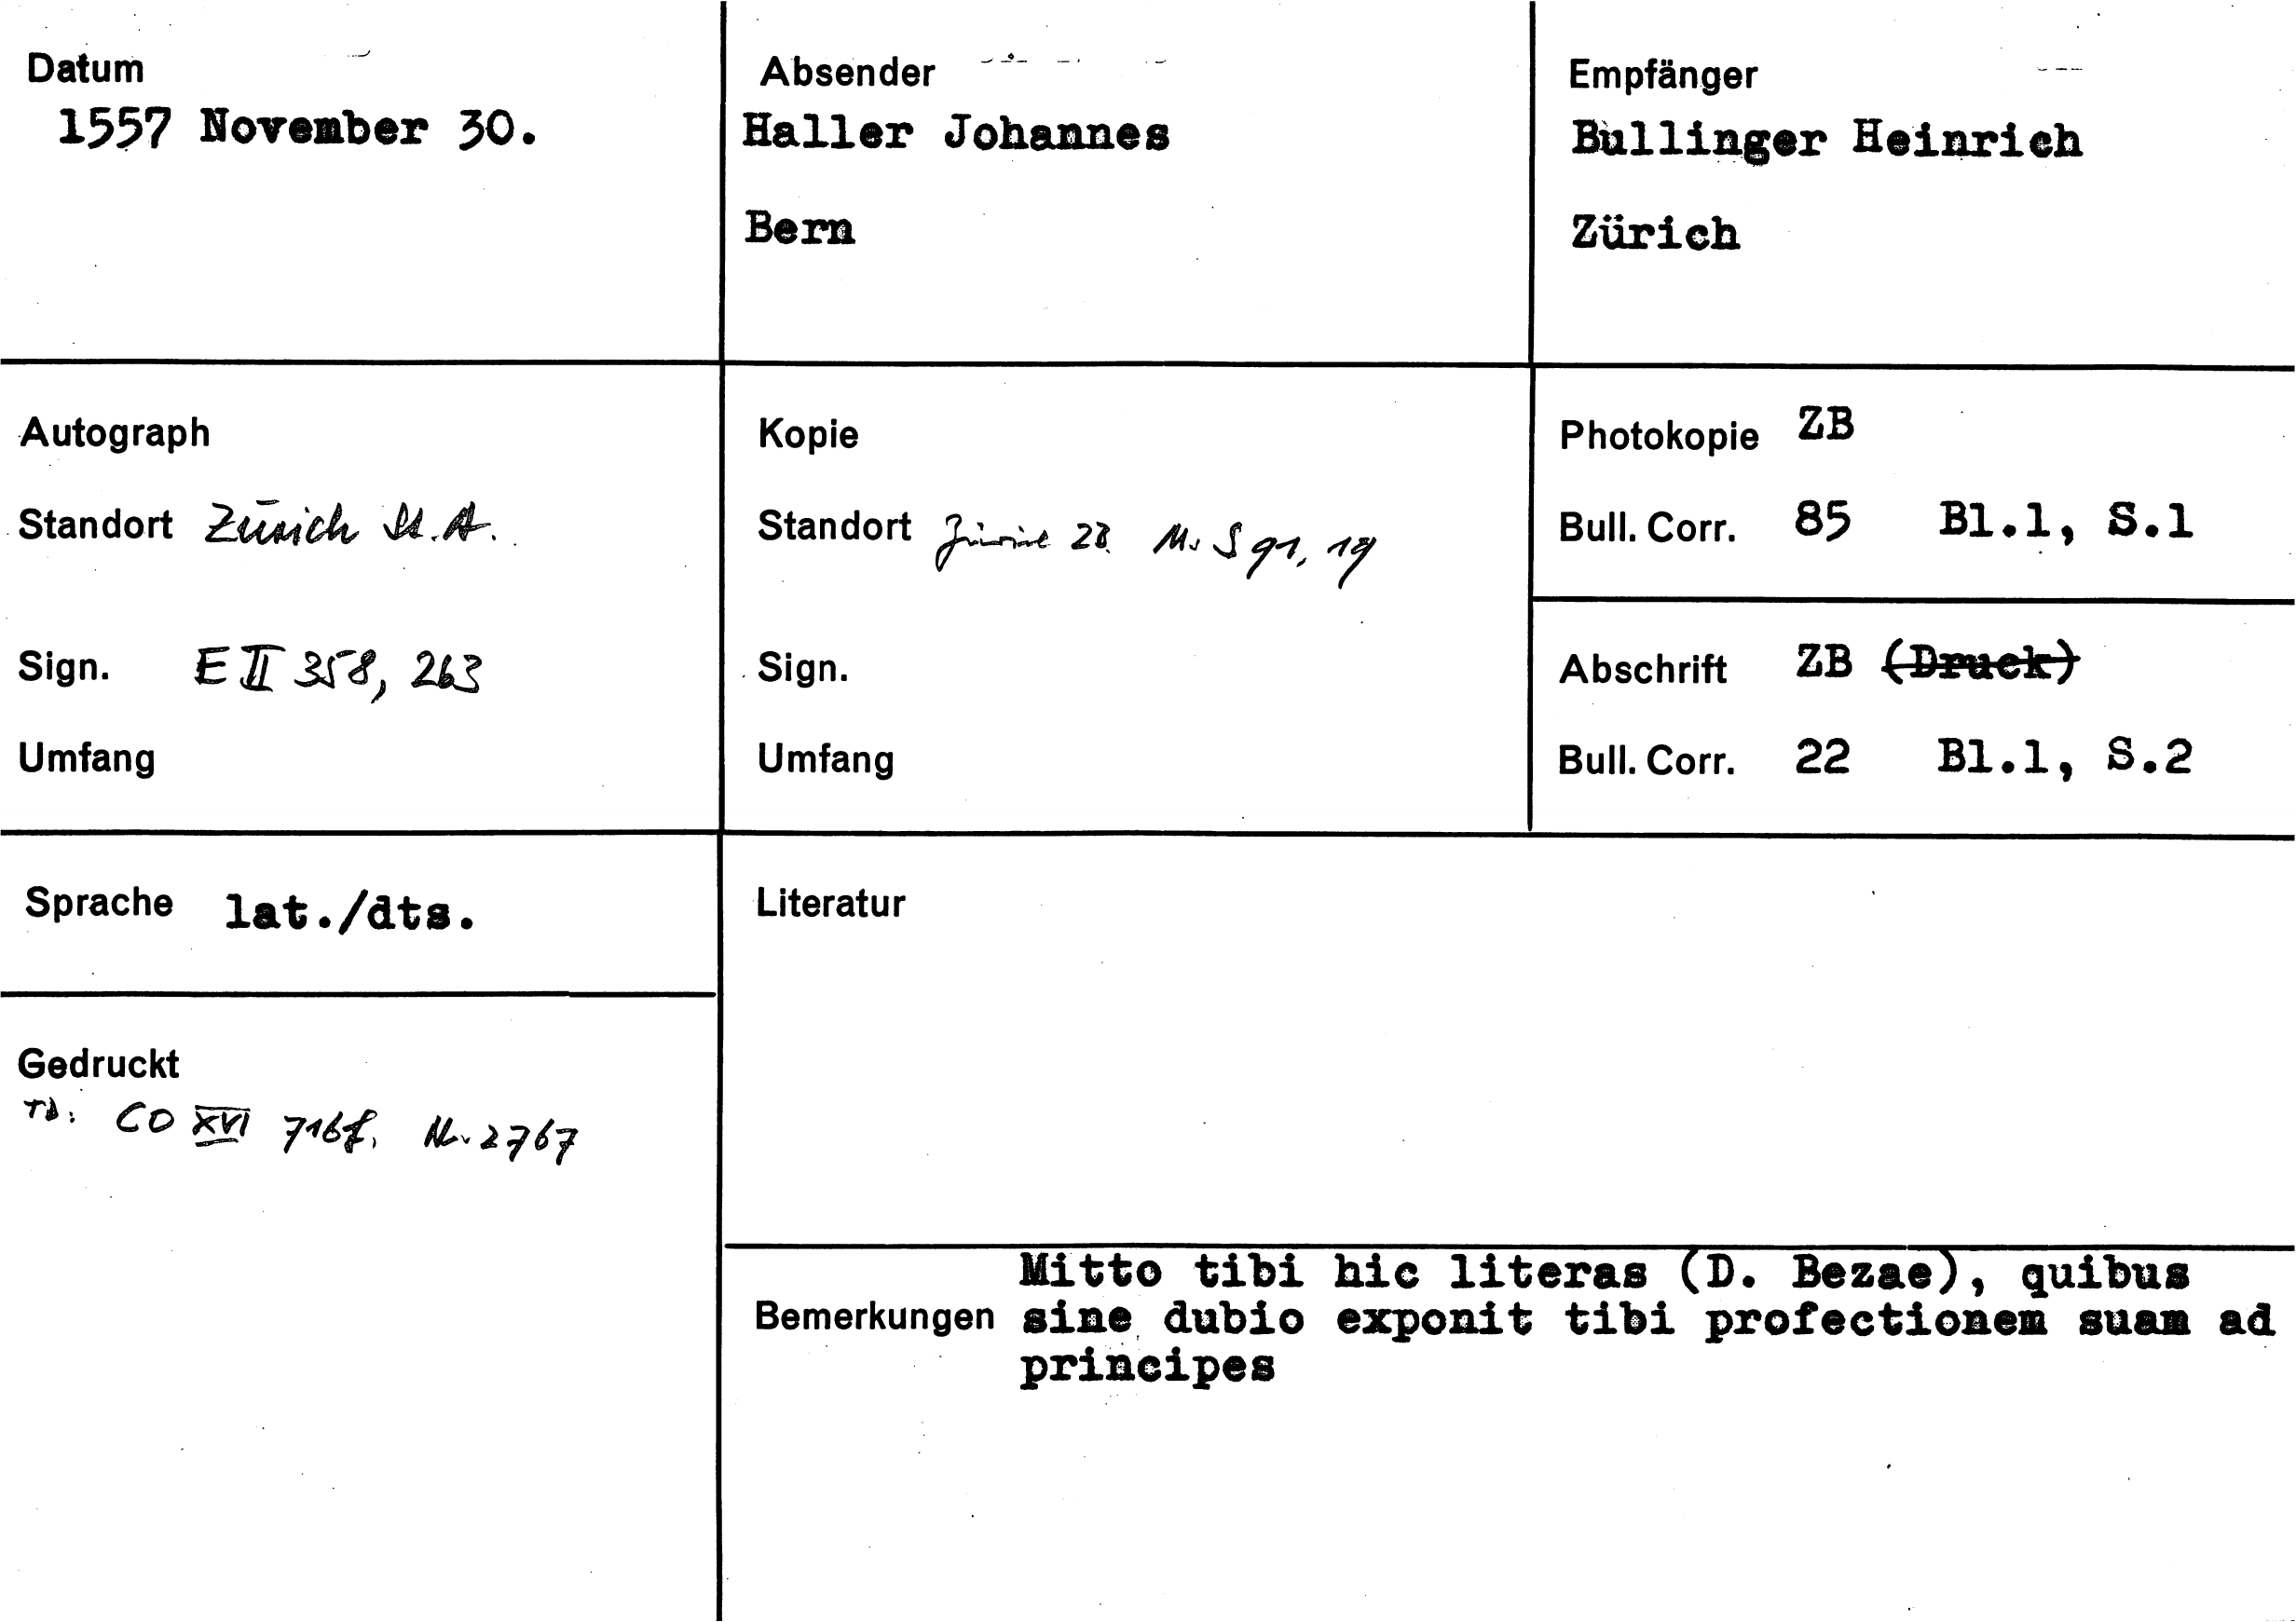 Datum
1557 November 30.
Absender
Haller Johannes
Bern
Empfänger
Bullinger Heinrich
Zürich
Autograph
Standort Zürich St.A.
Sign. E II 358, 263
Umfang
Kopie
Standort Zürich ZB Ms S 91, 19
Sign.
Umfang
Photokopie ZB
Bull. Corr. 85 Bl.1, S.1
Abschrift ZB (Druck)
Bull. Corr. 22 Bl.1, S.2
Sprache lat./dts.
Gedruckt
TD: CO XVI 716f. Nr. 2767
Literatur
Bemerkungen
Mitto tibi hic literas (D. Bezae), quibus
sine dubio exponit tibi profectionem suam ad
principes